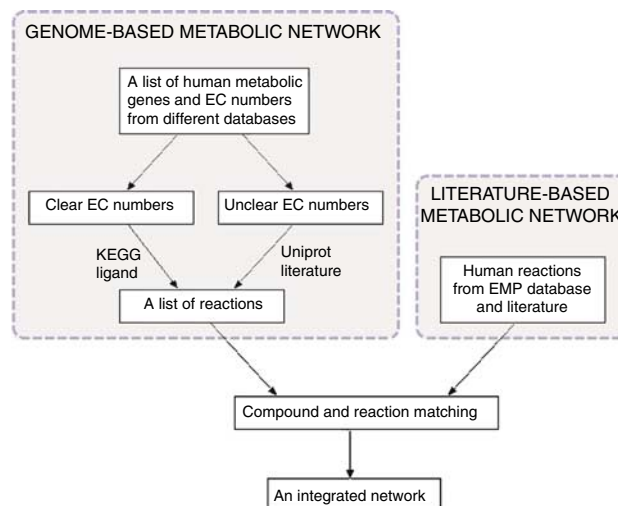 GENOME-BASED METABOLIC NETWORK
A list of human metabolic
genes and EC numbers
from different databases
Clear EC numbers
Unclear EC numbers
KEGG
ligand
Uniprot
literature
A list of reactions
LITERATURE-BASED
METABOLIC NETWORK
Human reactions
from EMP database
and literature
Compound and reaction matching
An integrated network